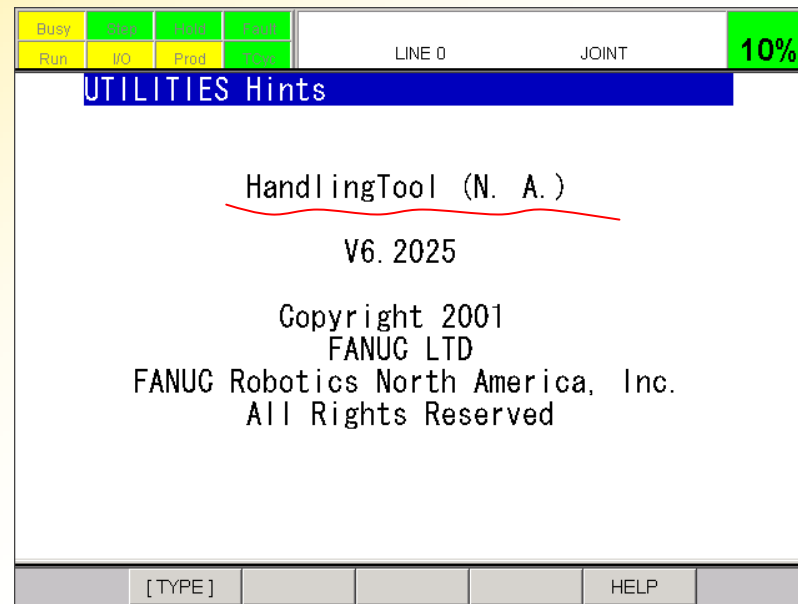 Busy Step Hold Fault
Run I/O Prod TCyc
LINE 0 JOINT 10%
UTILITIES Hints
HandlingTool (N. A.)
V6.2025
Copyright 2001
FANUC LTD
FANUC Robotics North America, Inc.
All Rights Reserved
[ TYPE ] HELP